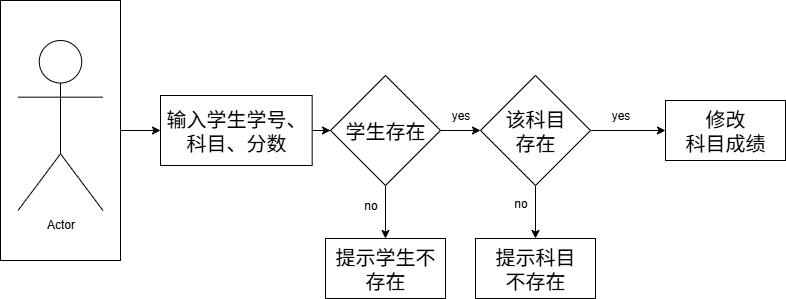 Actor
输入学生学号、
科目、分数
学生存在
yes
该科目
存在
yes
修改
科目成绩
no
提示学生不
存在
no
提示科目
不存在